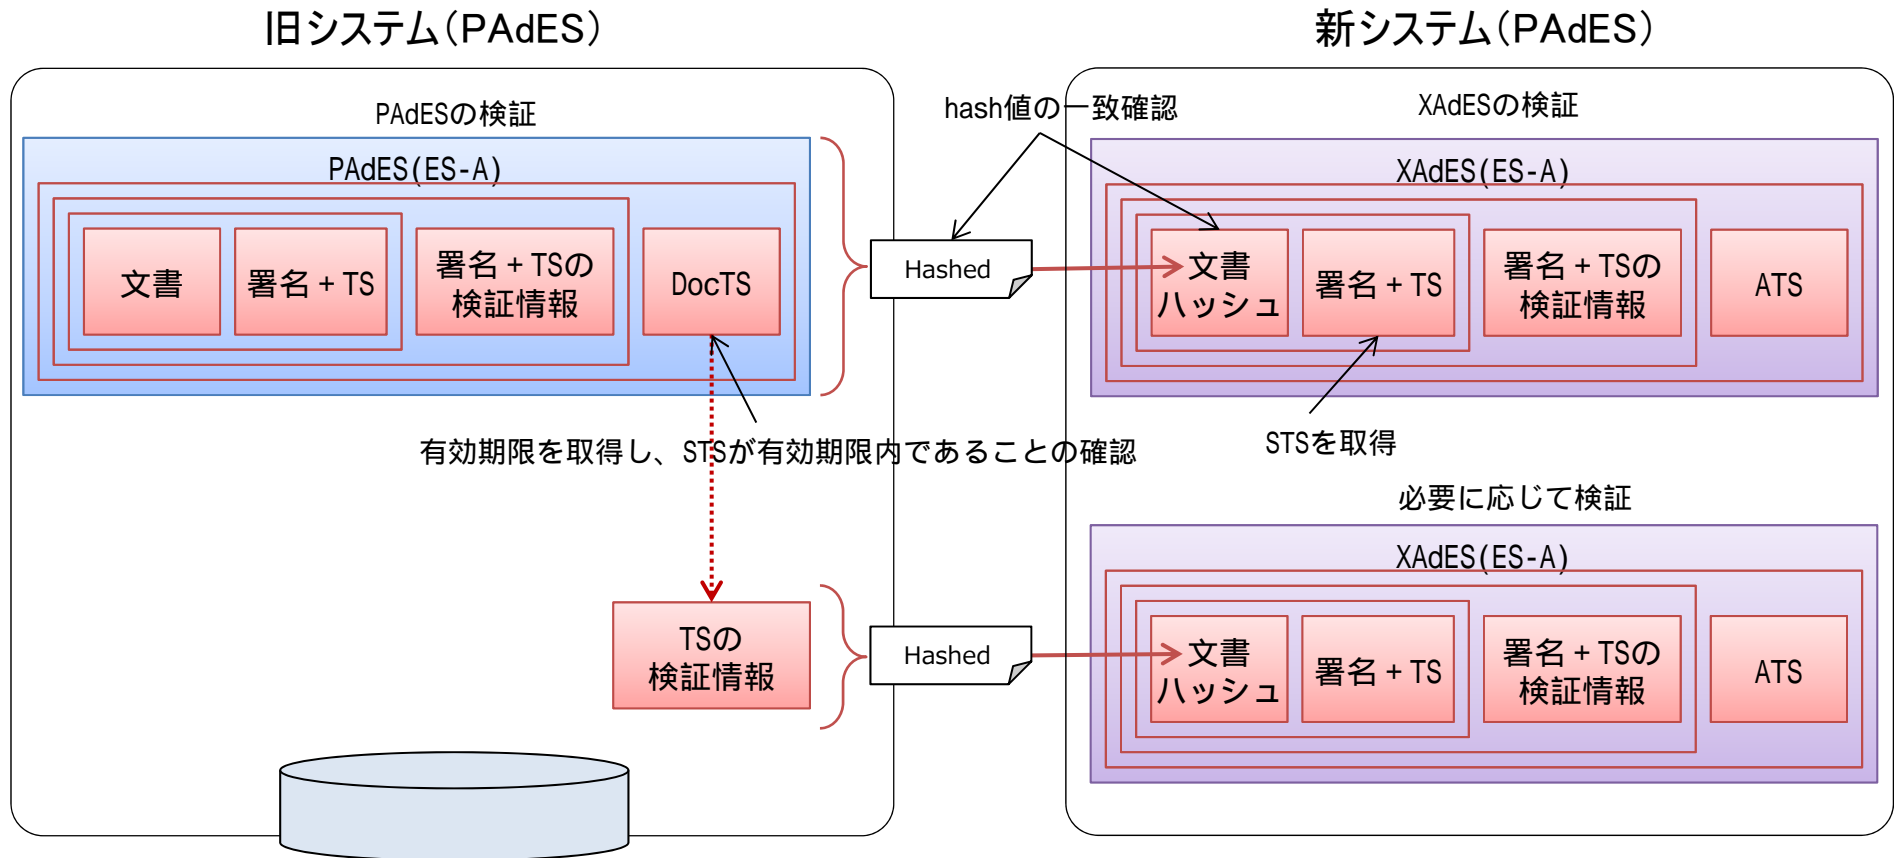 旧システム（PAdES）
新システム（PAdES）
PAdESの検証
hash値の一致確認
XAdESの検証
PAdES(ES-A)
文書
署名＋TS
署名＋TSの
検証情報
DocTS
Hashed
XAdES(ES-A)
文書
ハッシュ
署名＋TS
署名＋TSの
検証情報
ATS
有効期限を取得し、STSが有効期限内であることの確認
STSを取得
必要に応じて検証
TSの
検証情報
Hashed
XAdES(ES-A)
文書
ハッシュ
署名＋TS
署名＋TSの
検証情報
ATS